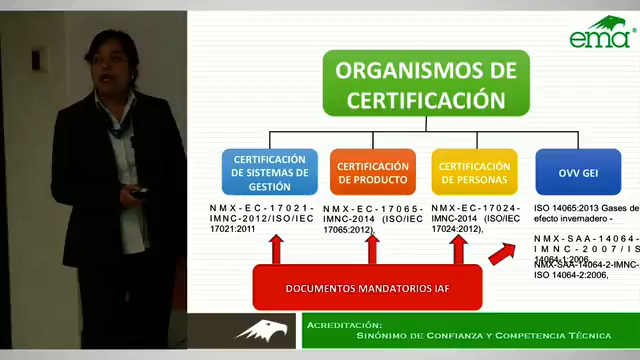 ema
ORGANISMOS DE
CERTIFICACIÓN
CERTIFICACIÓN
DE SISTEMAS DE
GESTIÓN
CERTIFICACIÓN
DE PRODUCTO
CERTIFICACIÓN
DE PERSONAS
OVV GEI
NMX-EC-17021-
IMNC-2012/ISO/IEC
17021:2011
NMX-EC-17065-
IMNC-2014 (ISO/IEC
17065:2012),
NMX-EC-17024-
IMNC-2014 (ISO/IEC
17024:2012),
ISO 14065:2013 Gases de
efecto invernadero -
NMX-SAA-14064-
IMNC-2007/IS
14064-1:2006
NMX-SAA-14064-2-IMNC-
ISO 14064-2:2006,
DOCUMENTOS MANDATORIOS IAF
ACREDITACIÓN:
SINÓNIMO DE CONFIANZA Y COMPETENCIA TÉCNICA